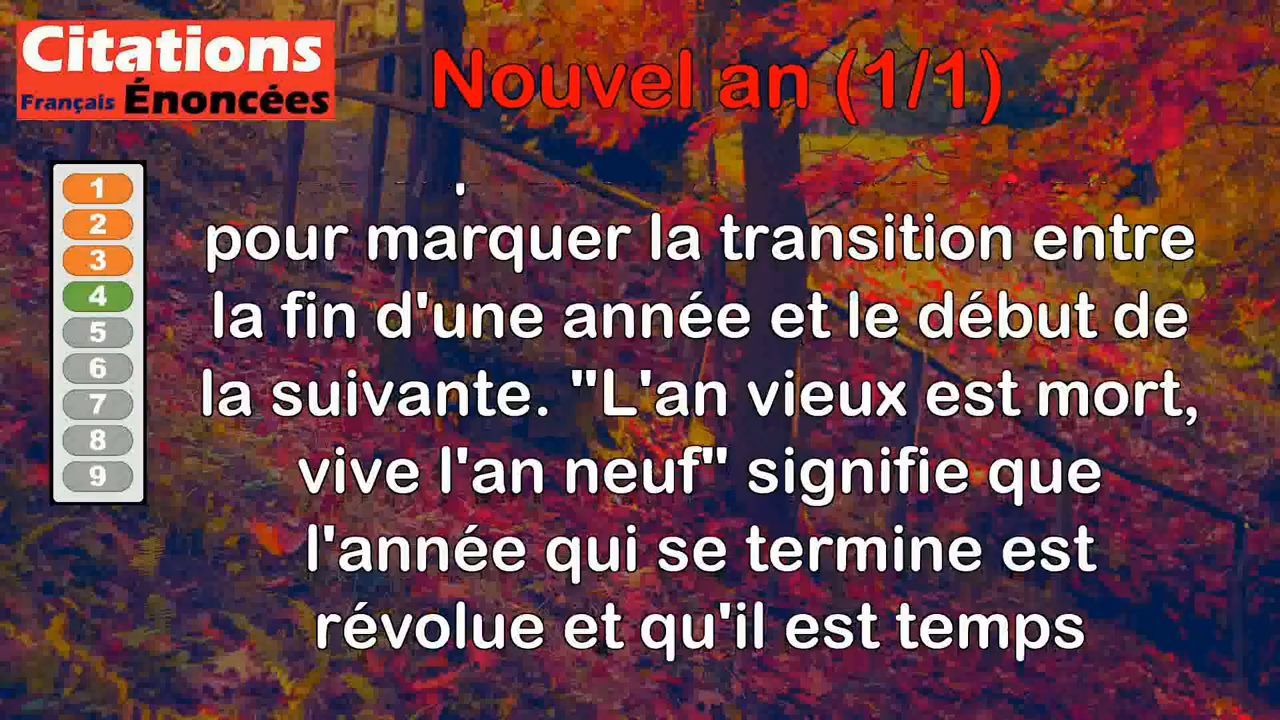 Citations
Français Énoncées
Nouvel an (1/1)
1
2
3
4
5
6
7
8
9
pour marquer la transition entre
la fin d'une année et le début de
la suivante. "L'an vieux est mort,
vive l'an neuf" signifie que
l'année qui se termine est
révolue et qu'il est temps